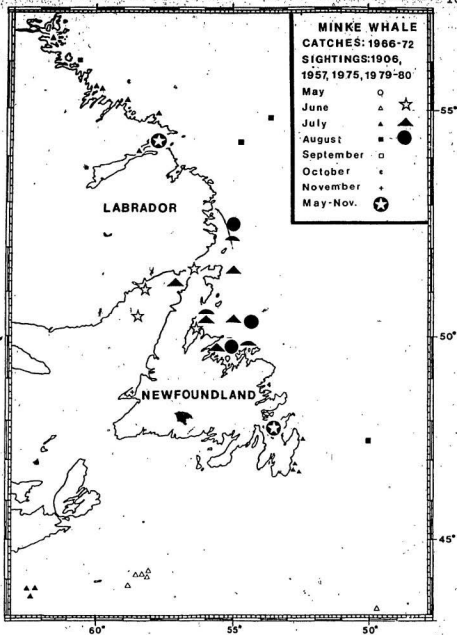 MINKE WHALE
CATCHES: 1966-72
SIGHTINGS:1906,
1957, 1975, 1979-80
May
June
July
August
September
October
November
May-Nov.
55°
LABRADOR
50°
NEWFOUNDLAND
45°
60° 55° 50°